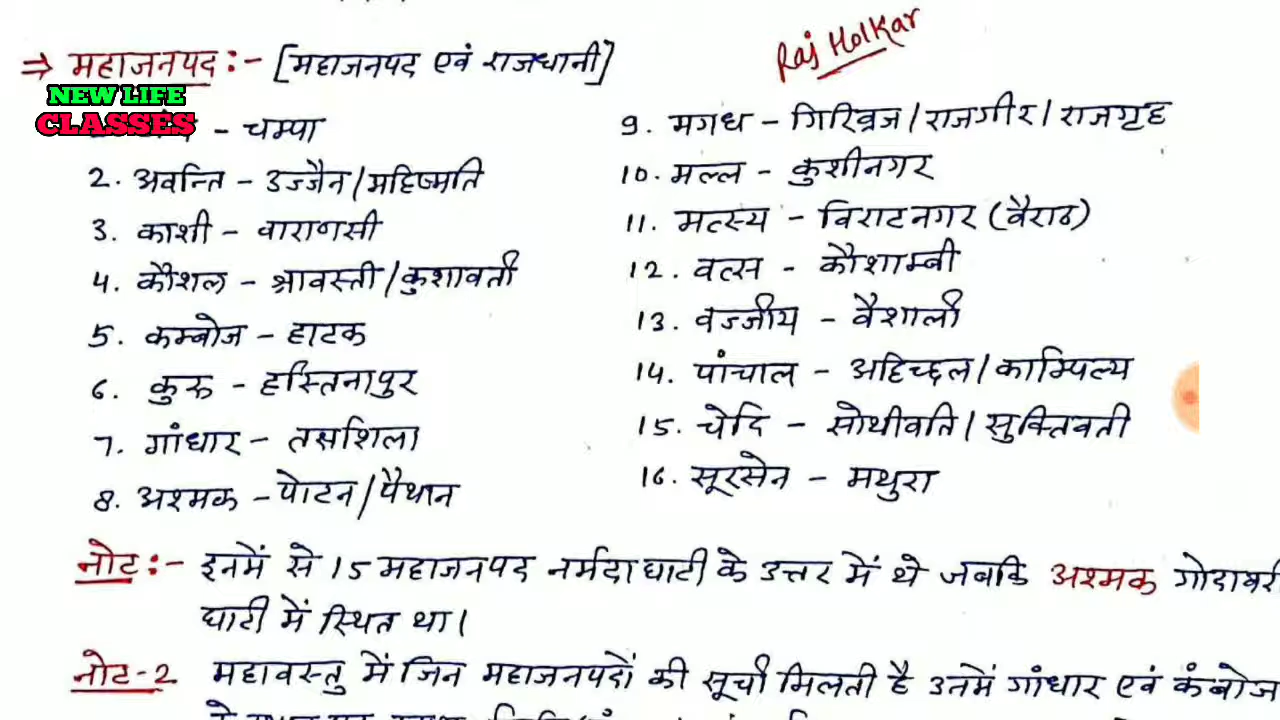 Raj Holkar
⇒ महाजनपद :- [महाजनपद एवं राजधानी]
NEW LIFE
CLASSES
- चम्पा
2. अवन्ति - उज्जैन/महिष्मति
3. काशी - वाराणसी
4. कौशल - श्रावस्ती/कुशावती
5. कम्बोज - हाटक
6. कुरु - हस्तिनापुर
7. गांधार - तक्षशिला
8. अश्मक - पोटन/पैथान
9. मगध - गिरिव्रज/राजगीर/राजगृह
10. मल्ल - कुशीनगर
11. मत्स्य - विराटनगर (वैराठ)
12. वत्स - कौशाम्बी
13. वज्जीय - वैशाली
14. पांचाल - अहिच्छल/काम्पिल्य
15. चेदि - सोथीवति/सुक्तिवती
16. सूरसेन - मथुरा
नोट :- इनमें से 15 महाजनपद नर्मदा घाटी के उत्तर में थे जबकि अश्मक गोदावरी
घाटी में स्थित था।
नोट-2 महावस्तु में जिन महाजनपदों की सूची मिलती है उनमें गांधार एवं कंबोज